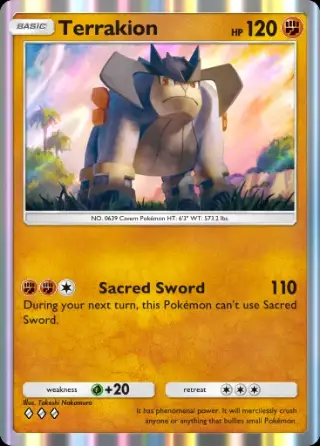 BASIC Terrakion HP 120
NO. 0639 Cavern Pokémon HT: 6'3" WT: 573.2 lbs.
Sacred Sword 110
During your next turn, this Pokémon can't use Sacred
Sword.
weakness +20 retreat
Illus. Takeshi Nakamura
It has phenomenal power. It will mercilessly crush
anyone or anything that bullies small Pokémon.